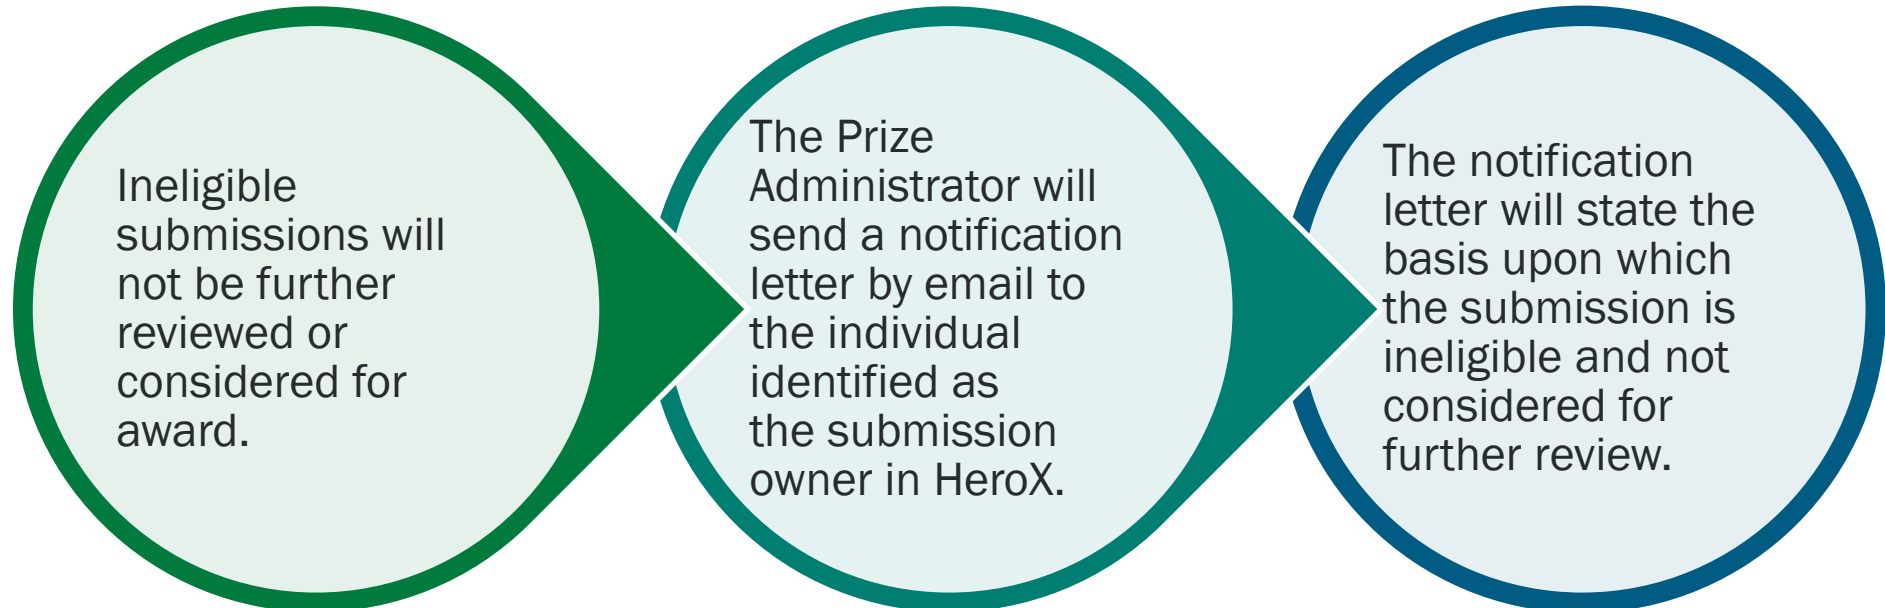 Ineligible
submissions will
not be further
reviewed or
considered for
award.
The Prize
Administrator will
send a notification
letter by email to
the individual
identified as
the submission
owner in HeroX.
The notification
letter will state the
basis upon which
the submission is
ineligible and not
considered for
further review.